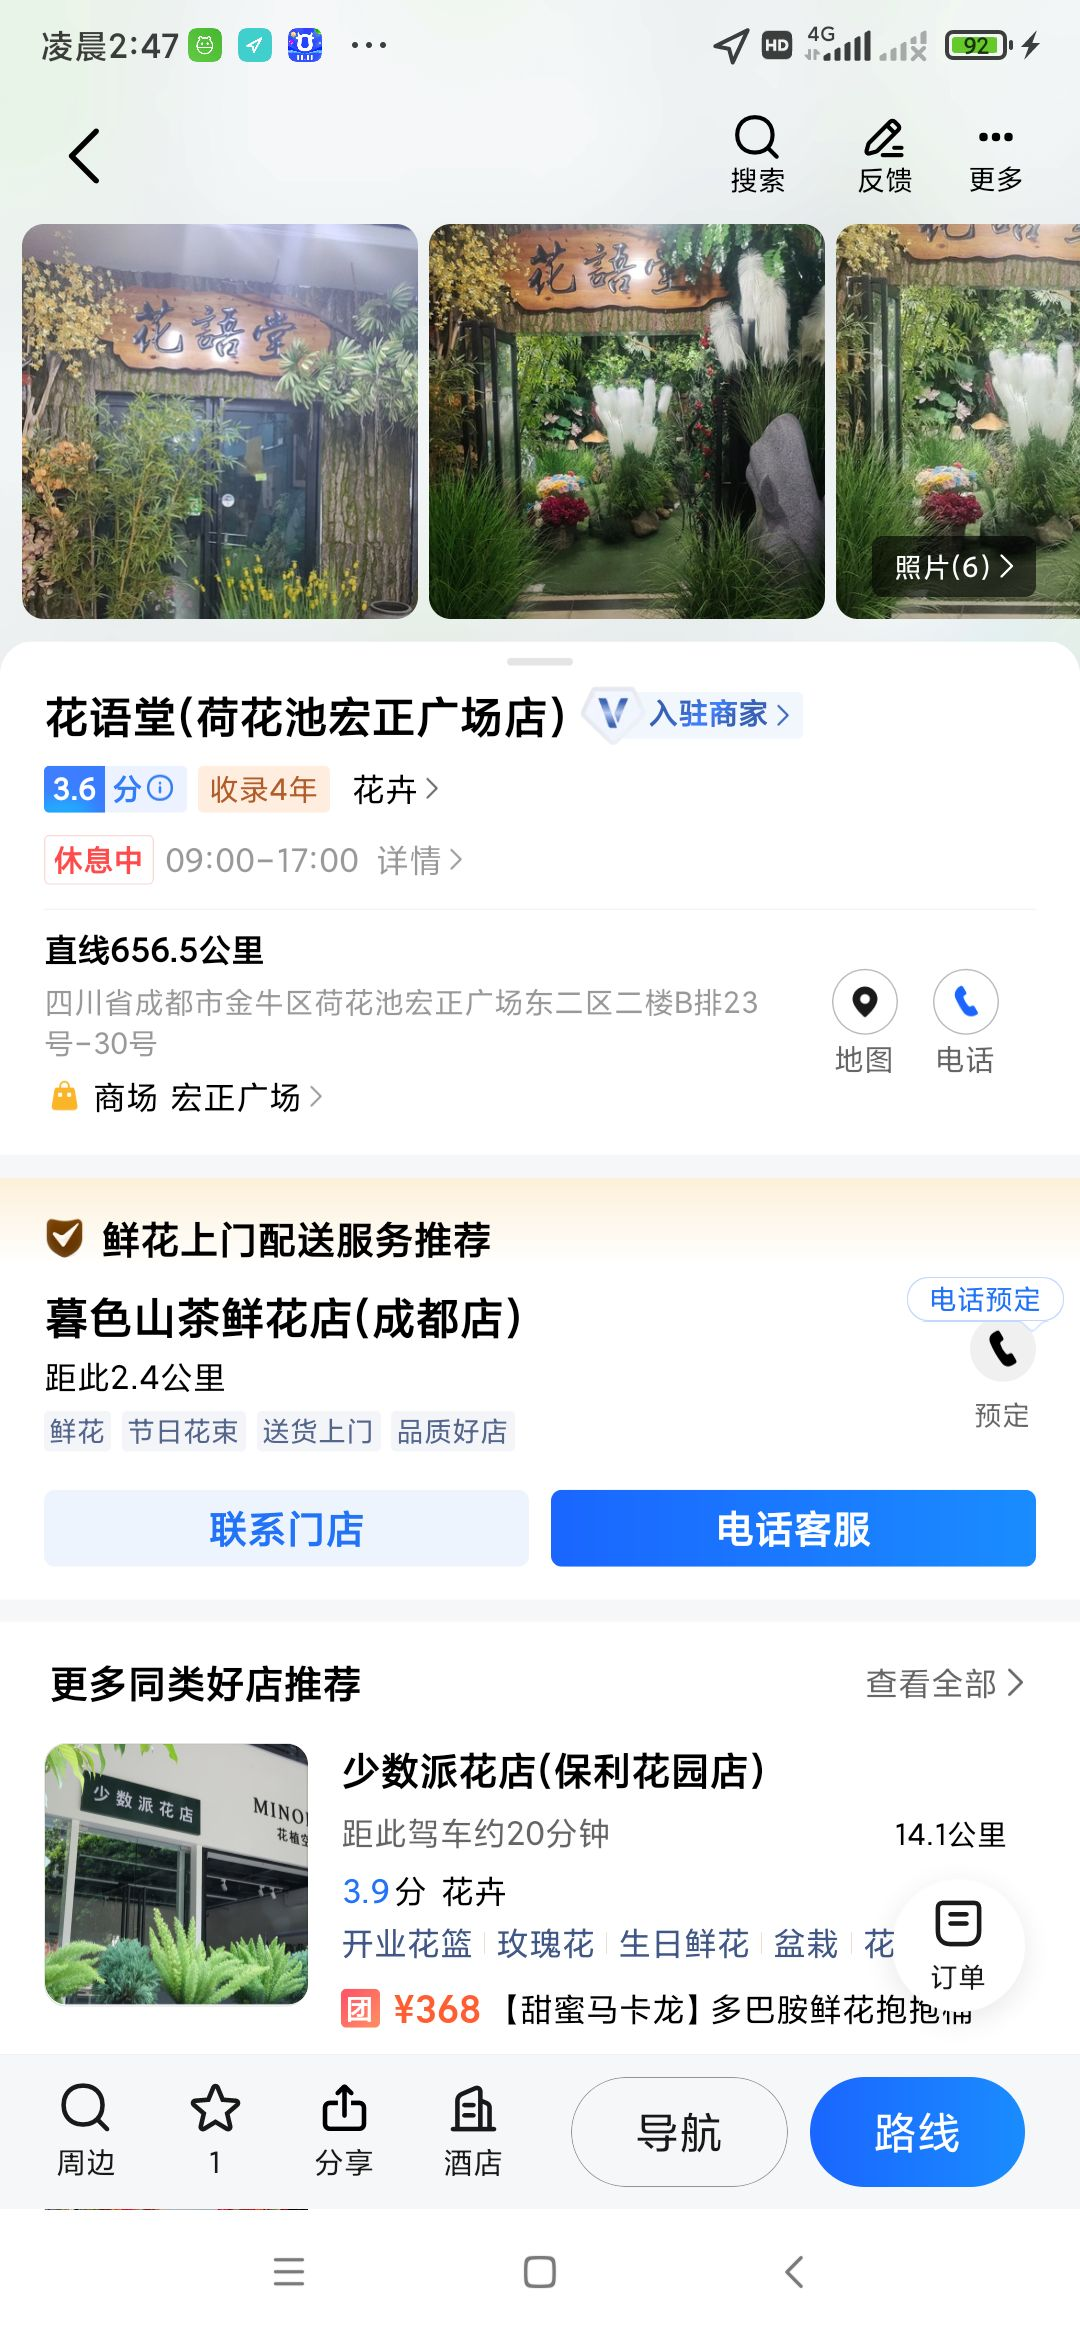 凌晨2:47
HD
4G
92
搜索
反馈
更多
花語堂
花語堂
花語堂
照片(6)
花语堂(荷花池宏正广场店)
V 入驻商家
3.6分
收录4年
花卉
休息中
09:00-17:00
详情
直线656.5公里
四川省成都市金牛区荷花池宏正广场东二区二楼B排23
号-30号
地图
电话
商场 宏正广场
鲜花上门配送服务推荐
暮色山茶鲜花店(成都店)
电话预定
距此2.4公里
预定
鲜花
节日花束
送货上门
品质好店
联系门店
电话客服
更多同类好店推荐
查看全部
少数派花店
MINO
花植空
少数派花店(保利花园店)
距此驾车约20分钟
14.1公里
3.9分 花卉
开业花篮
玫瑰花
生日鲜花
盆栽
花
订单
团 ¥368 【甜蜜马卡龙】多巴胺鲜花抱抱桶
周边
1
分享
酒店
导航
路线